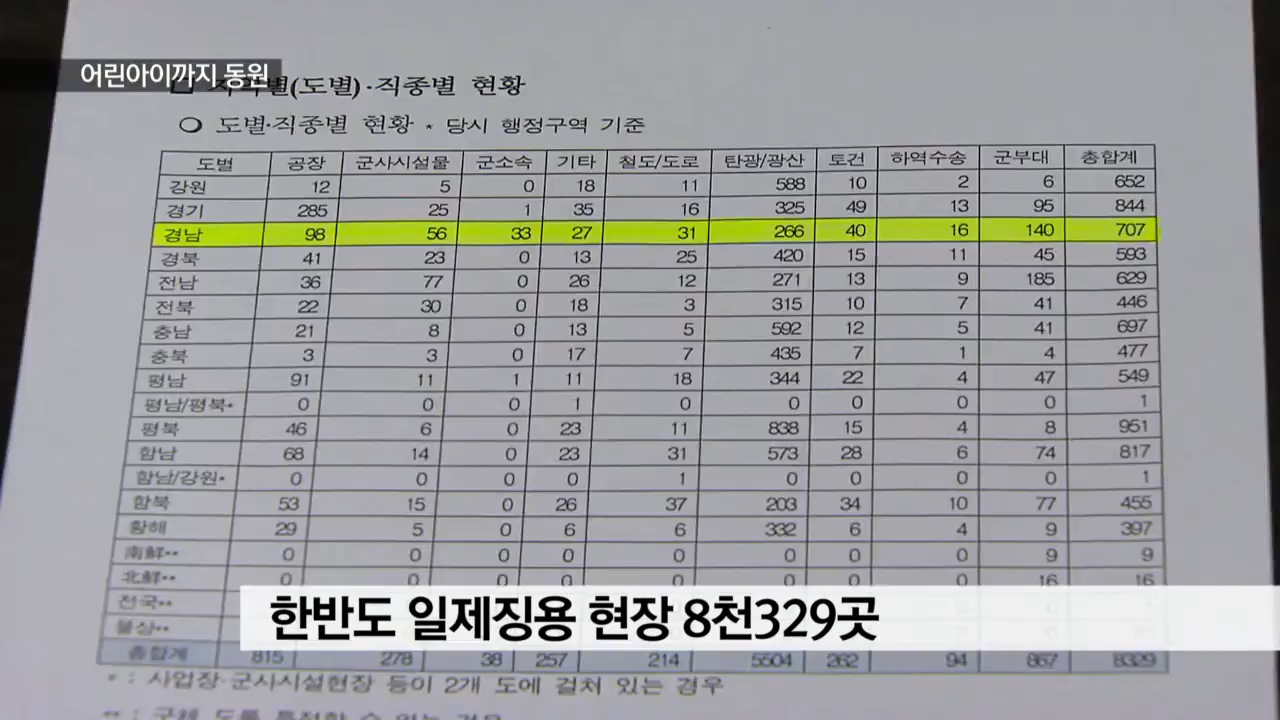 어린아이까지 동원
(도별)·직종별 현황
○ 도별·직종별 현황 * 당시 행정구역 기준
도별 공장 군사시설물 군소속 기타 철도/도로 탄광/광산 토건 하역수송 군부대 총합계
강원 12 5 0 18 11 588 10 2 6 652
경기 285 25 1 35 16 325 49 13 95 844
경남 98 56 33 27 31 266 40 16 140 707
경북 41 23 0 13 25 420 15 11 45 593
전남 36 77 0 26 12 271 13 9 185 629
전북 22 30 0 18 3 315 10 7 41 446
충남 21 8 0 13 5 592 12 5 41 697
충북 3 3 0 17 7 435 7 1 4 477
평남 91 11 1 11 18 344 22 4 47 549
평남/평북* 0 0 0 1 0 0 0 0 0 1
평북 46 6 0 23 11 838 15 4 8 951
함남 68 14 0 23 31 573 28 6 74 817
함남/강원* 0 0 0 0 1 0 0 0 0 1
함북 53 15 0 26 37 203 34 10 77 455
황해 29 5 0 6 6 332 6 4 9 397
南鮮** 0 0 0 0 0 0 0 0 9 9
北鮮** 0 0 0 0 0 0 0 0 16 16
전국**
불상**
한반도 일제징용 현장 8천329곳
총합계 815 278 38 257 214 5504 262 94 867 8329
* : 사업장·군사시설현장 등이 2개 도에 걸쳐 있는 경우